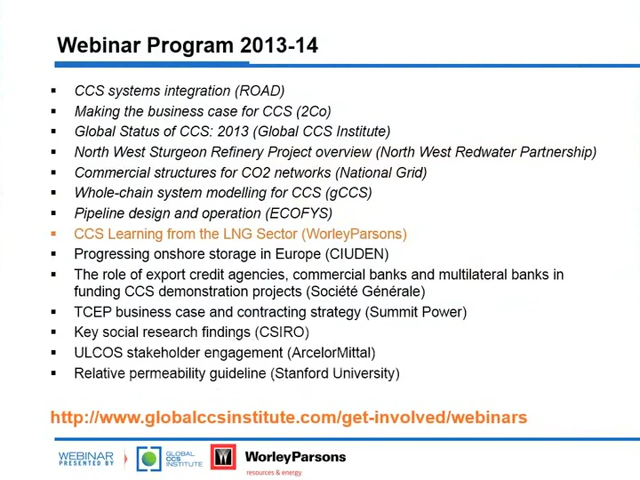 Webinar Program 2013-14
▪ CCS systems integration (ROAD)
▪ Making the business case for CCS (2Co)
▪ Global Status of CCS: 2013 (Global CCS Institute)
▪ North West Sturgeon Refinery Project overview (North West Redwater Partnership)
▪ Commercial structures for CO2 networks (National Grid)
▪ Whole-chain system modelling for CCS (gCCS)
▪ Pipeline design and operation (ECOFYS)
▪ CCS Learning from the LNG Sector (WorleyParsons)
▪ Progressing onshore storage in Europe (CIUDEN)
▪ The role of export credit agencies, commercial banks and multilateral banks in
funding CCS demonstration projects (Société Générale)
▪ TCEP business case and contracting strategy (Summit Power)
▪ Key social research findings (CSIRO)
▪ ULCOS stakeholder engagement (ArcelorMittal)
▪ Relative permeability guideline (Stanford University)
http://www.globalccsinstitute.com/get-involved/webinars
WEBINAR
PRESENTED BY
GLOBAL
CCS
INSTITUTE
WorleyParsons
resources & energy